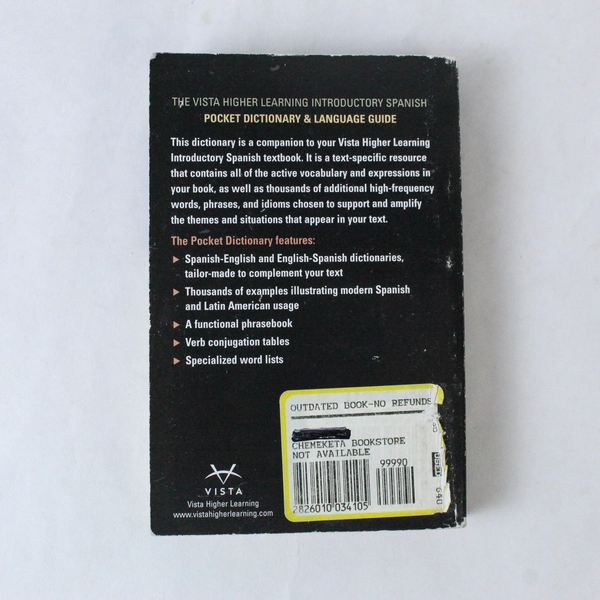 THE VISTA HIGHER LEARNING INTRODUCTORY SPANISH
POCKET DICTIONARY & LANGUAGE GUIDE
This dictionary is a companion to your Vista Higher Learning
Introductory Spanish textbook. It is a text-specific resource
that contains all of the active vocabulary and expressions in
your book, as well as thousands of additional high-frequency
words, phrases, and idioms chosen to support and amplify
the themes and situations that appear in your text.
The Pocket Dictionary features:
▶ Spanish-English and English-Spanish dictionaries,
tailor-made to complement your text
▶ Thousands of examples illustrating modern Spanish
and Latin American usage
▶ A functional phrasebook
▶ Verb conjugation tables
▶ Specialized word lists
OUTDATED BOOK-NO REFUNDS
CHEMEKETA BOOKSTORE
NOT AVAILABLE
99990
2826010034105
640
VISTA
Vista Higher Learning
www.vistahigherlearning.com